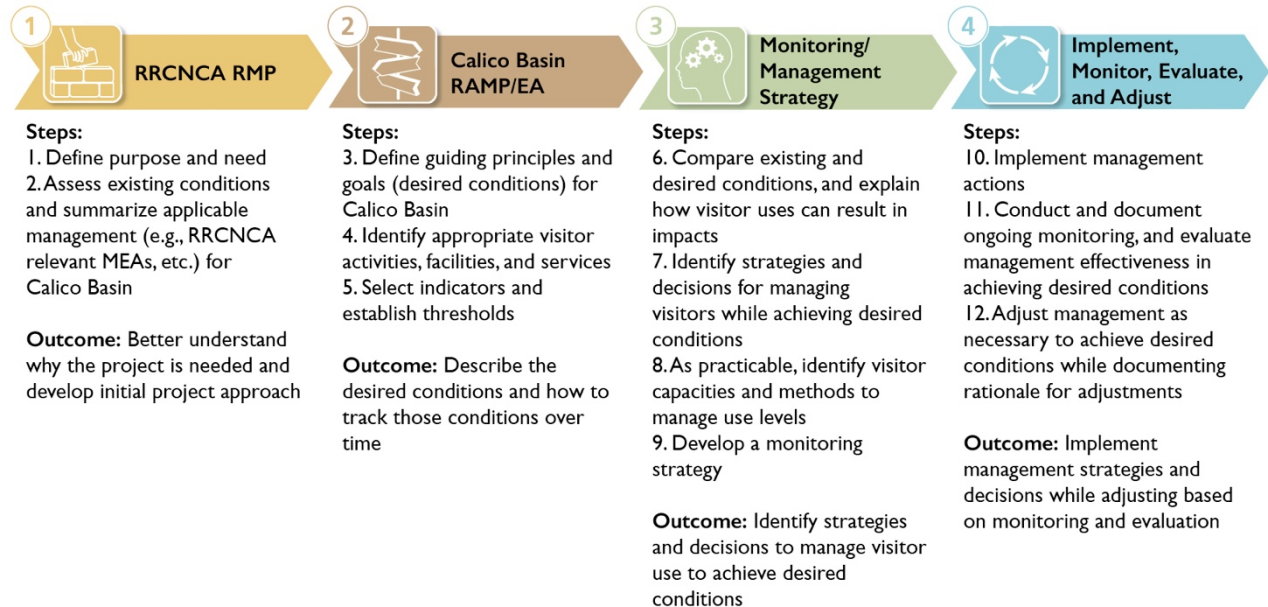 1
RRCNCA RMP
Steps:
1. Define purpose and need
2. Assess existing conditions
and summarize applicable
management (e.g., RRCNCA
relevant MEAs, etc.) for
Calico Basin
Outcome: Better understand
why the project is needed and
develop initial project approach
2
Calico Basin
RAMP/EA
Steps:
3. Define guiding principles and
goals (desired conditions) for
Calico Basin
4. Identify appropriate visitor
activities, facilities, and services
5. Select indicators and
establish thresholds
Outcome: Describe the
desired conditions and how to
track those conditions over
time
3
Monitoring/
Management
Strategy
Steps:
6. Compare existing and
desired conditions, and explain
how visitor uses can result in
impacts
7. Identify strategies and
decisions for managing
visitors while achieving desired
conditions
8. As practicable, identify visitor
capacities and methods to
manage use levels
9. Develop a monitoring
strategy
Outcome: Identify strategies
and decisions to manage visitor
use to achieve desired
conditions
4
Implement,
Monitor, Evaluate,
and Adjust
Steps:
10. Implement management
actions
11. Conduct and document
ongoing monitoring, and evaluate
management effectiveness in
achieving desired conditions
12. Adjust management as
necessary to achieve desired
conditions while documenting
rationale for adjustments
Outcome: Implement
management strategies and
decisions while adjusting based
on monitoring and evaluation